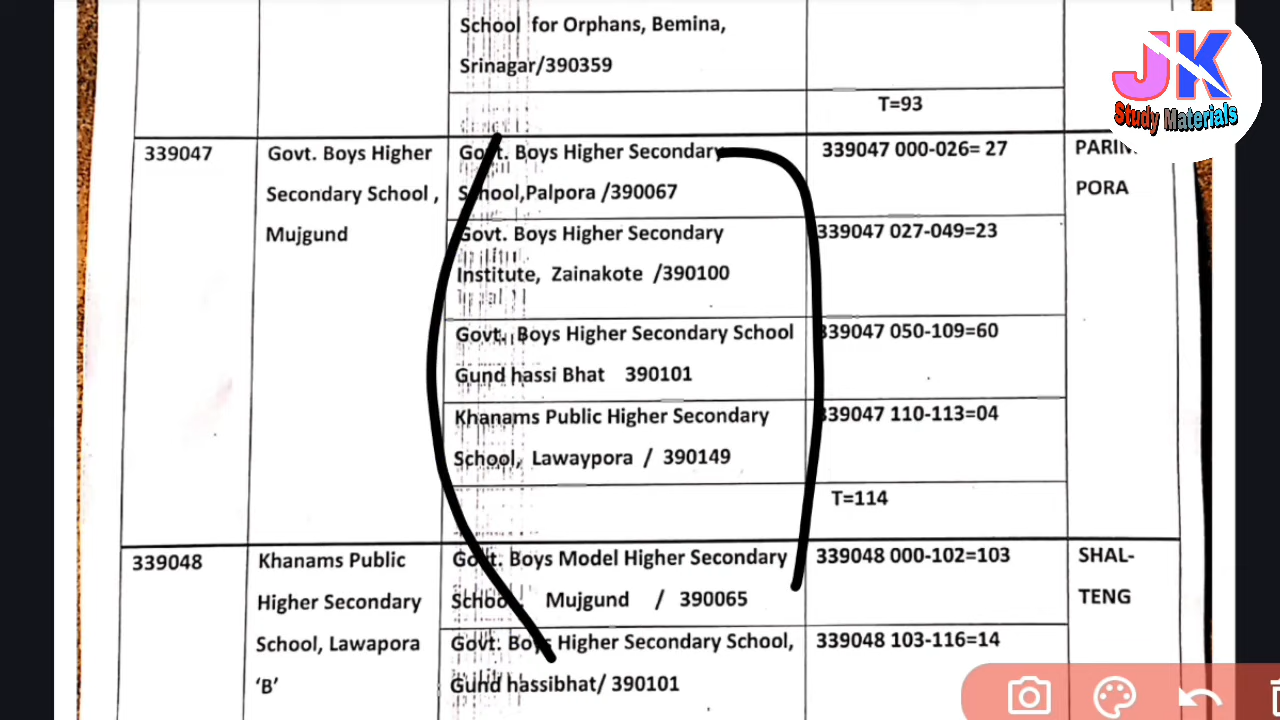 School for Orphans, Bemina,
Srinagar/390359
T=93
JK
Study Materials
339047
Govt. Boys Higher
Secondary School ,
Mujgund
Govt. Boys Higher Secondary
School,Palpora /390067
339047 000-026= 27
PORA
Govt. Boys Higher Secondary
Institute, Zainakote /390100
339047 027-049=23
Govt. Boys Higher Secondary School
Gund hassi Bhat 390101
339047 050-109=60
Khanams Public Higher Secondary
School, Lawaypora / 390149
339047 110-113=04
T=114
339048
Khanams Public
Higher Secondary
School, Lawapora
‘B’
Govt. Boys Model Higher Secondary
School, Mujgund / 390065
339048 000-102=103
SHAL-
TENG
Govt. Boys Higher Secondary School,
Gund hassibhat/ 390101
339048 103-116=14